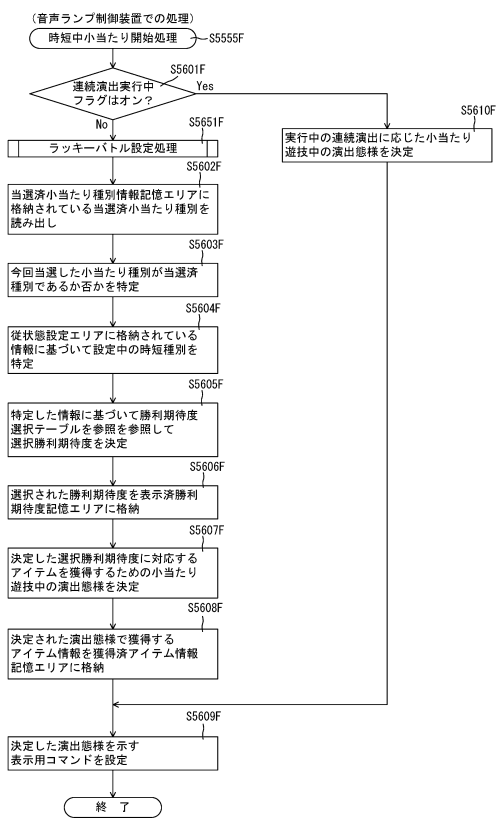 (音声ランプ制御装置での処理)
時短中小当たり開始処理
S5555F
S5601F
連続演出実行中
フラグはオン?
Yes
No
S5610F
実行中の連続演出に応じた小当たり
遊技中の演出態様を決定
S5651F
ラッキーバトル設定処理
S5602F
当選済小当たり種別情報記憶エリアに
格納されている当選済小当たり種別を
読み出し
S5603F
今回当選した小当たり種別が当選済
種別であるか否かを特定
S5604F
従状態設定エリアに格納されている
情報に基づいて設定中の時短種別を
特定
S5605F
特定した情報に基づいて勝利期待度
選択テーブルを参照を参照して
選択勝利期待度を決定
S5606F
選択された勝利期待度を表示済勝利
期待度記憶エリアに格納
S5607F
決定した選択勝利期待度に対応する
アイテムを獲得するための小当たり
遊技中の演出態様を決定
S5608F
決定された演出態様で獲得する
アイテム情報を獲得済アイテム情報
記憶エリアに格納
S5609F
決定した演出態様を示す
表示用コマンドを設定
終 了